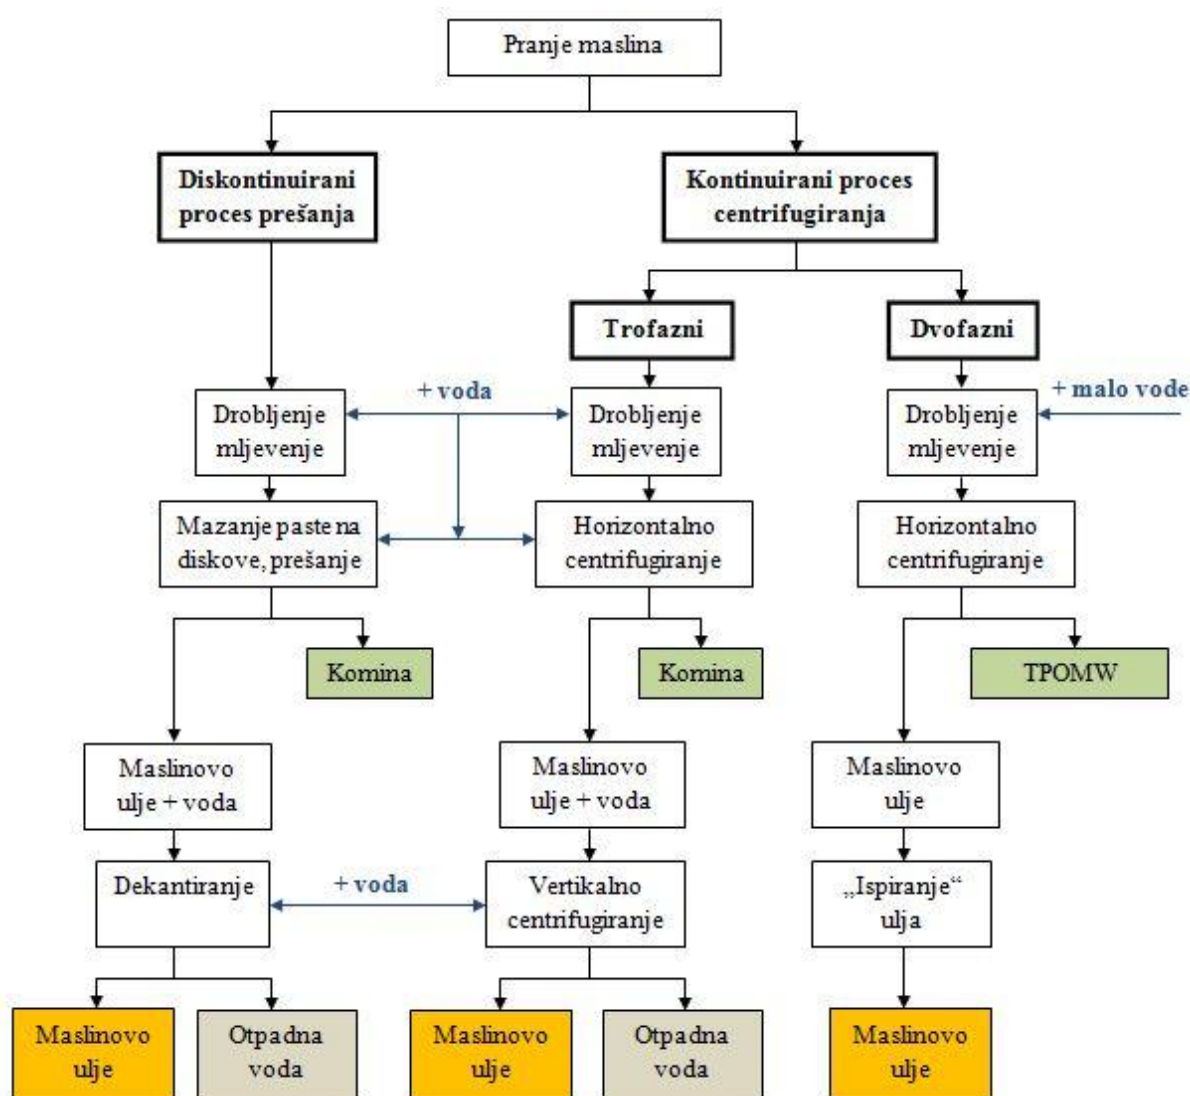 Pranje maslina
Diskontinuirani
proces prešanja
Kontinuirani proces
centrifugiranja
Trofazni
Dvofazni
+ voda
+ malo vode
Drobljenje
mljevenje
Drobljenje
mljevenje
Drobljenje
mljevenje
Mazanje paste na
diskove, prešanje
Horizontalno
centrifugiranje
Horizontalno
centrifugiranje
Komina
Komina
TPOMW
Maslinovo
ulje + voda
Maslinovo
ulje + voda
Maslinovo
ulje
Dekantiranje
+ voda
Vertikalno
centrifugiranje
„Ispiranje“
ulja
Maslinovo
ulje
Otpadna
voda
Maslinovo
ulje
Otpadna
voda
Maslinovo
ulje